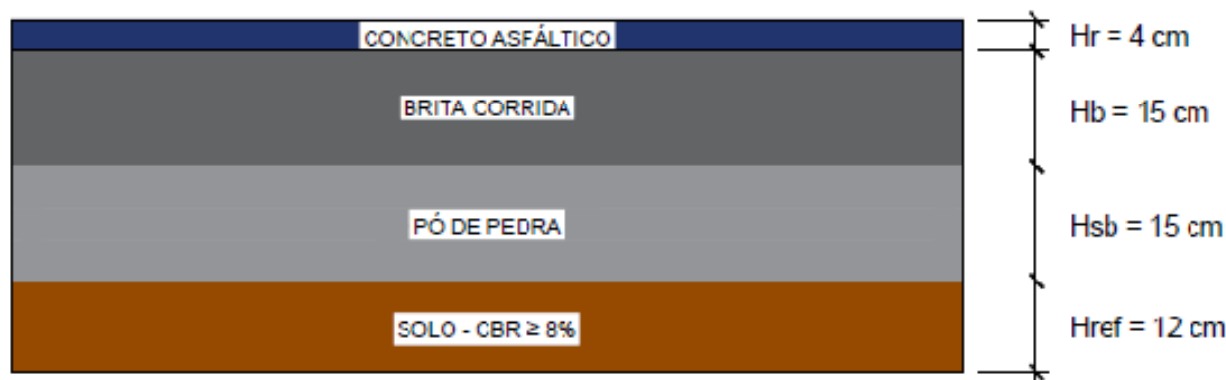 CONCRETO ASFÁLTICO
Hr = 4 cm
BRITA CORRIDA
Hb = 15 cm
PÓ DE PEDRA
Hsb = 15 cm
SOLO - CBR ≥ 8%
Href = 12 cm